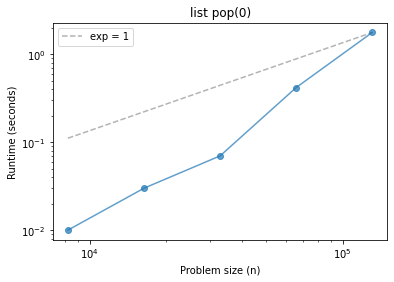 list pop(0)
exp = 1
Runtime (seconds)
10⁰
10⁻¹
10⁻²
10⁴
10⁵
Problem size (n)